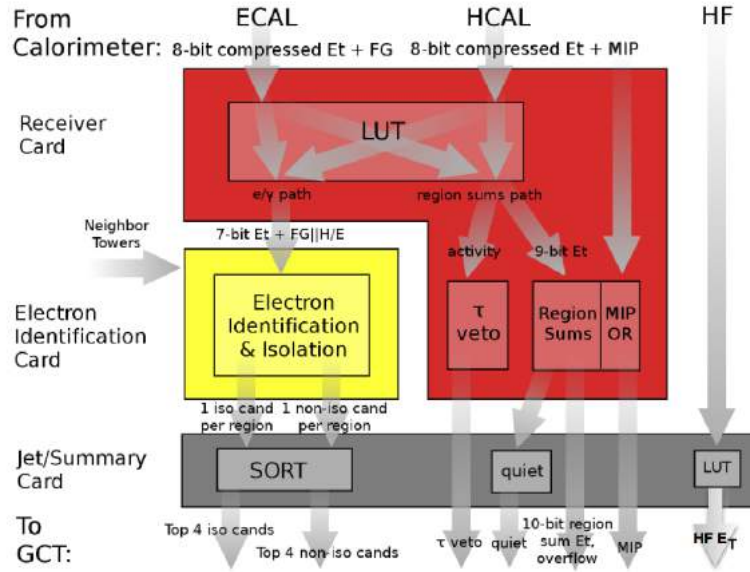 From
Calorimeter:
ECAL
HCAL
HF
8-bit compressed Et + FG
8-bit compressed Et + MIP
Receiver
Card
LUT
e/γ path
region sums path
Neighbor
Towers
7-bit Et + FG||H/E
activity
9-bit Et
Electron
Identification
Card
Electron
Identification
& Isolation
τ
veto
Region
Sums
MIP
OR
1 iso cand
per region
1 non-iso cand
per region
Jet/Summary
Card
SORT
quiet
LUT
To
GCT:
Top 4 iso cands
Top 4 non-iso cands
τ veto
quiet
10-bit region
sum Et,
overflow
MIP
HF E_T